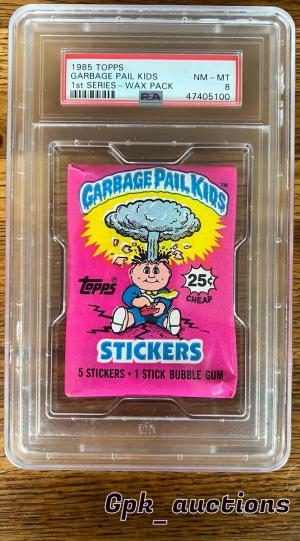 1985 TOPPS
GARBAGE PAIL KIDS NM - MT
1st SERIES - WAX PACK 8
PSA 47405100
GARBAGE PAIL KIDS™
Topps 25¢
CHEAP
STICKERS
5 STICKERS • 1 STICK BUBBLE GUM
Gpk_auctions